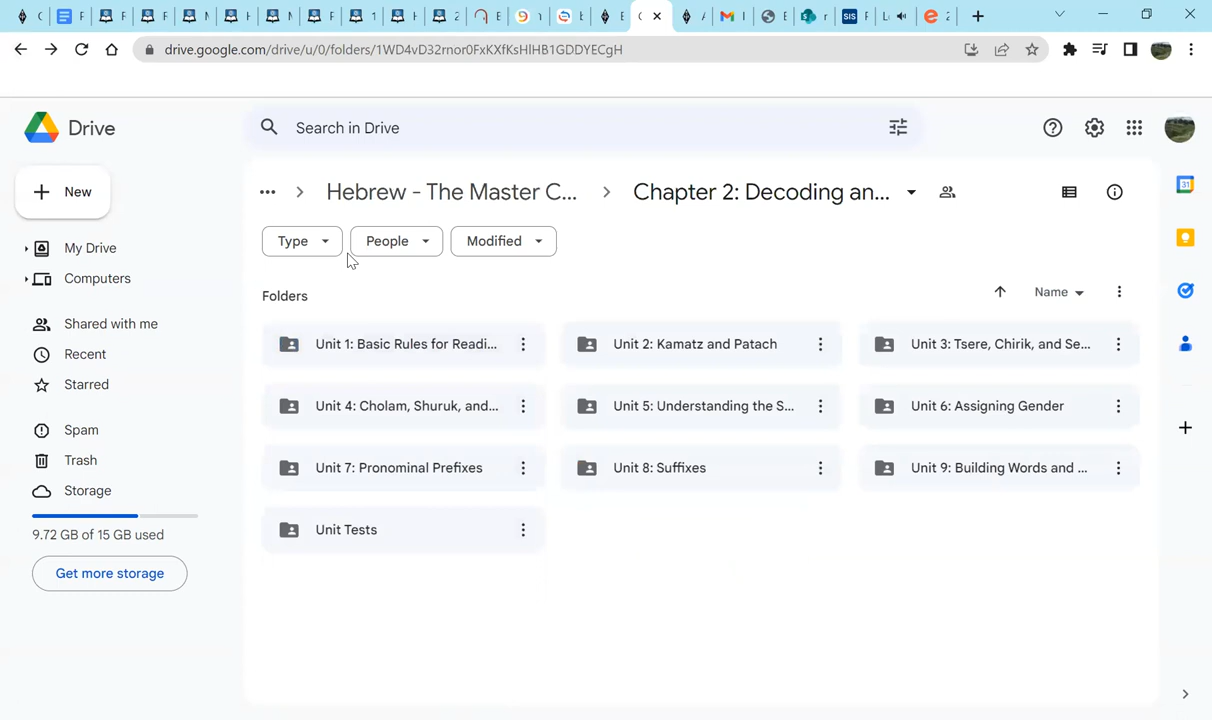 drive.google.com/drive/u/0/folders/1WD4vD32rnor0FxKXfKsHlHB1GDDYECgH
Drive
Search in Drive
New
Hebrew - The Master C...
Chapter 2: Decoding an...
Type
People
Modified
My Drive
Computers
Shared with me
Recent
Starred
Spam
Trash
Storage
9.72 GB of 15 GB used
Get more storage
Folders
Name
Unit 1: Basic Rules for Readi...
Unit 2: Kamatz and Patach
Unit 3: Tsere, Chirik, and Se...
Unit 4: Cholam, Shuruk, and...
Unit 5: Understanding the S...
Unit 6: Assigning Gender
Unit 7: Pronominal Prefixes
Unit 8: Suffixes
Unit 9: Building Words and ...
Unit Tests
31
SIS